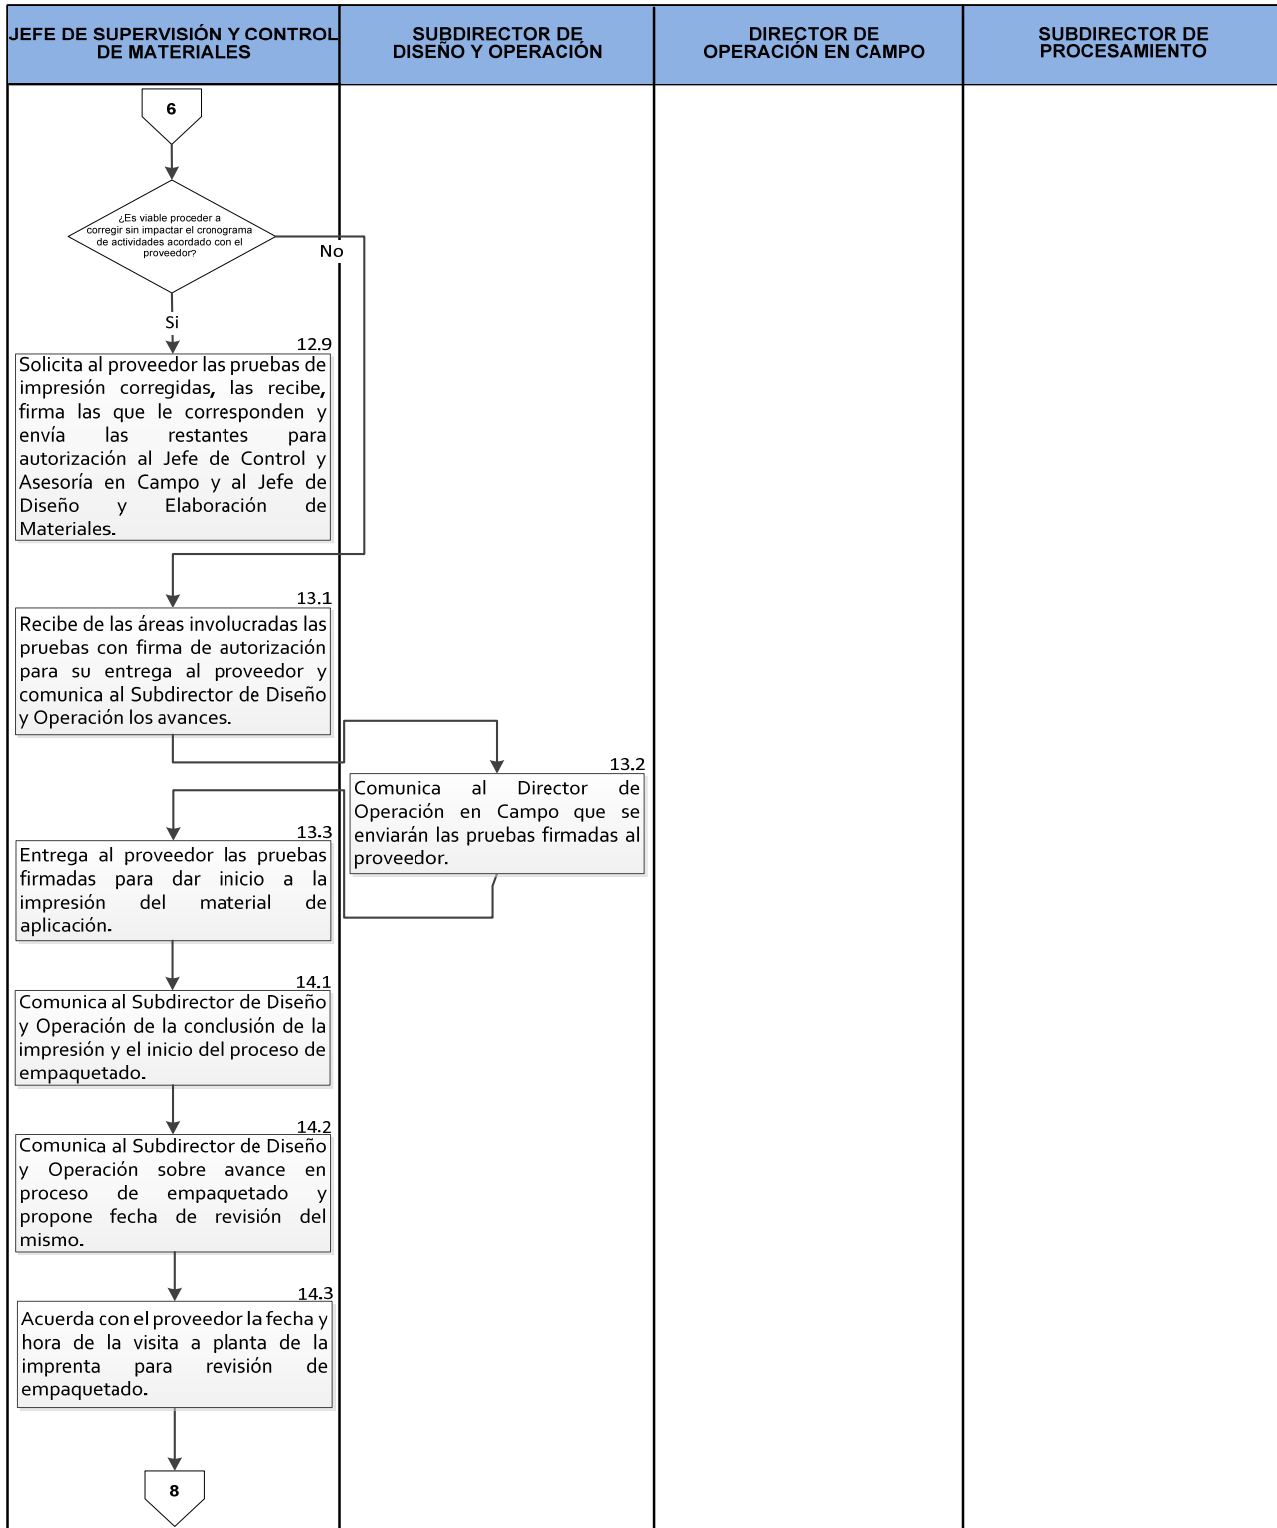 JEFE DE SUPERVISIÓN Y CONTROL
DE MATERIALES
SUBDIRECTOR DE
DISEÑO Y OPERACIÓN
DIRECTOR DE
OPERACIÓN EN CAMPO
SUBDIRECTOR DE
PROCESAMIENTO
6
¿Es viable proceder a
corregir sin impactar el cronograma
de actividades acordado con el
proveedor?
No
Si
12.9
Solicita al proveedor las pruebas de
impresión corregidas, las recibe,
firma las que le corresponden y
envía las restantes para
autorización al Jefe de Control y
Asesoría en Campo y al Jefe de
Diseño y Elaboración de
Materiales.
13.1
Recibe de las áreas involucradas las
pruebas con firma de autorización
para su entrega al proveedor y
comunica al Subdirector de Diseño
y Operación los avances.
13.2
Comunica al Director de
Operación en Campo que se
enviarán las pruebas firmadas al
proveedor.
13.3
Entrega al proveedor las pruebas
firmadas para dar inicio a la
impresión del material de
aplicación.
14.1
Comunica al Subdirector de Diseño
y Operación de la conclusión de la
impresión y el inicio del proceso de
empaquetado.
14.2
Comunica al Subdirector de Diseño
y Operación sobre avance en
proceso de empaquetado y
propone fecha de revisión del
mismo.
14.3
Acuerda con el proveedor la fecha y
hora de la visita a planta de la
imprenta para revisión de
empaquetado.
8